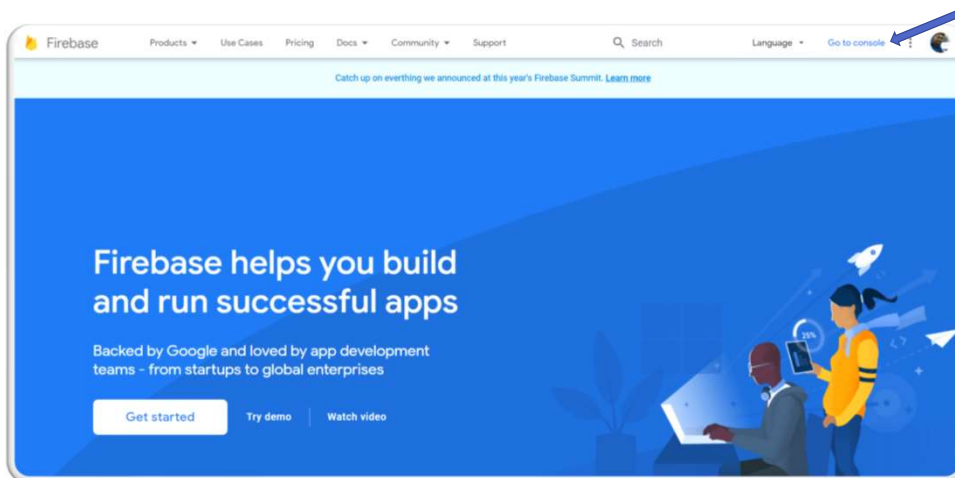 Firebase Products Use Cases Pricing Docs Community Support Search Language Go to console
Catch up on everthing we announced at this year's Firebase Summit. Learn more
Firebase helps you build
and run successful apps
Backed by Google and loved by app development
teams - from startups to global enterprises
Get started Try demo Watch video
25%